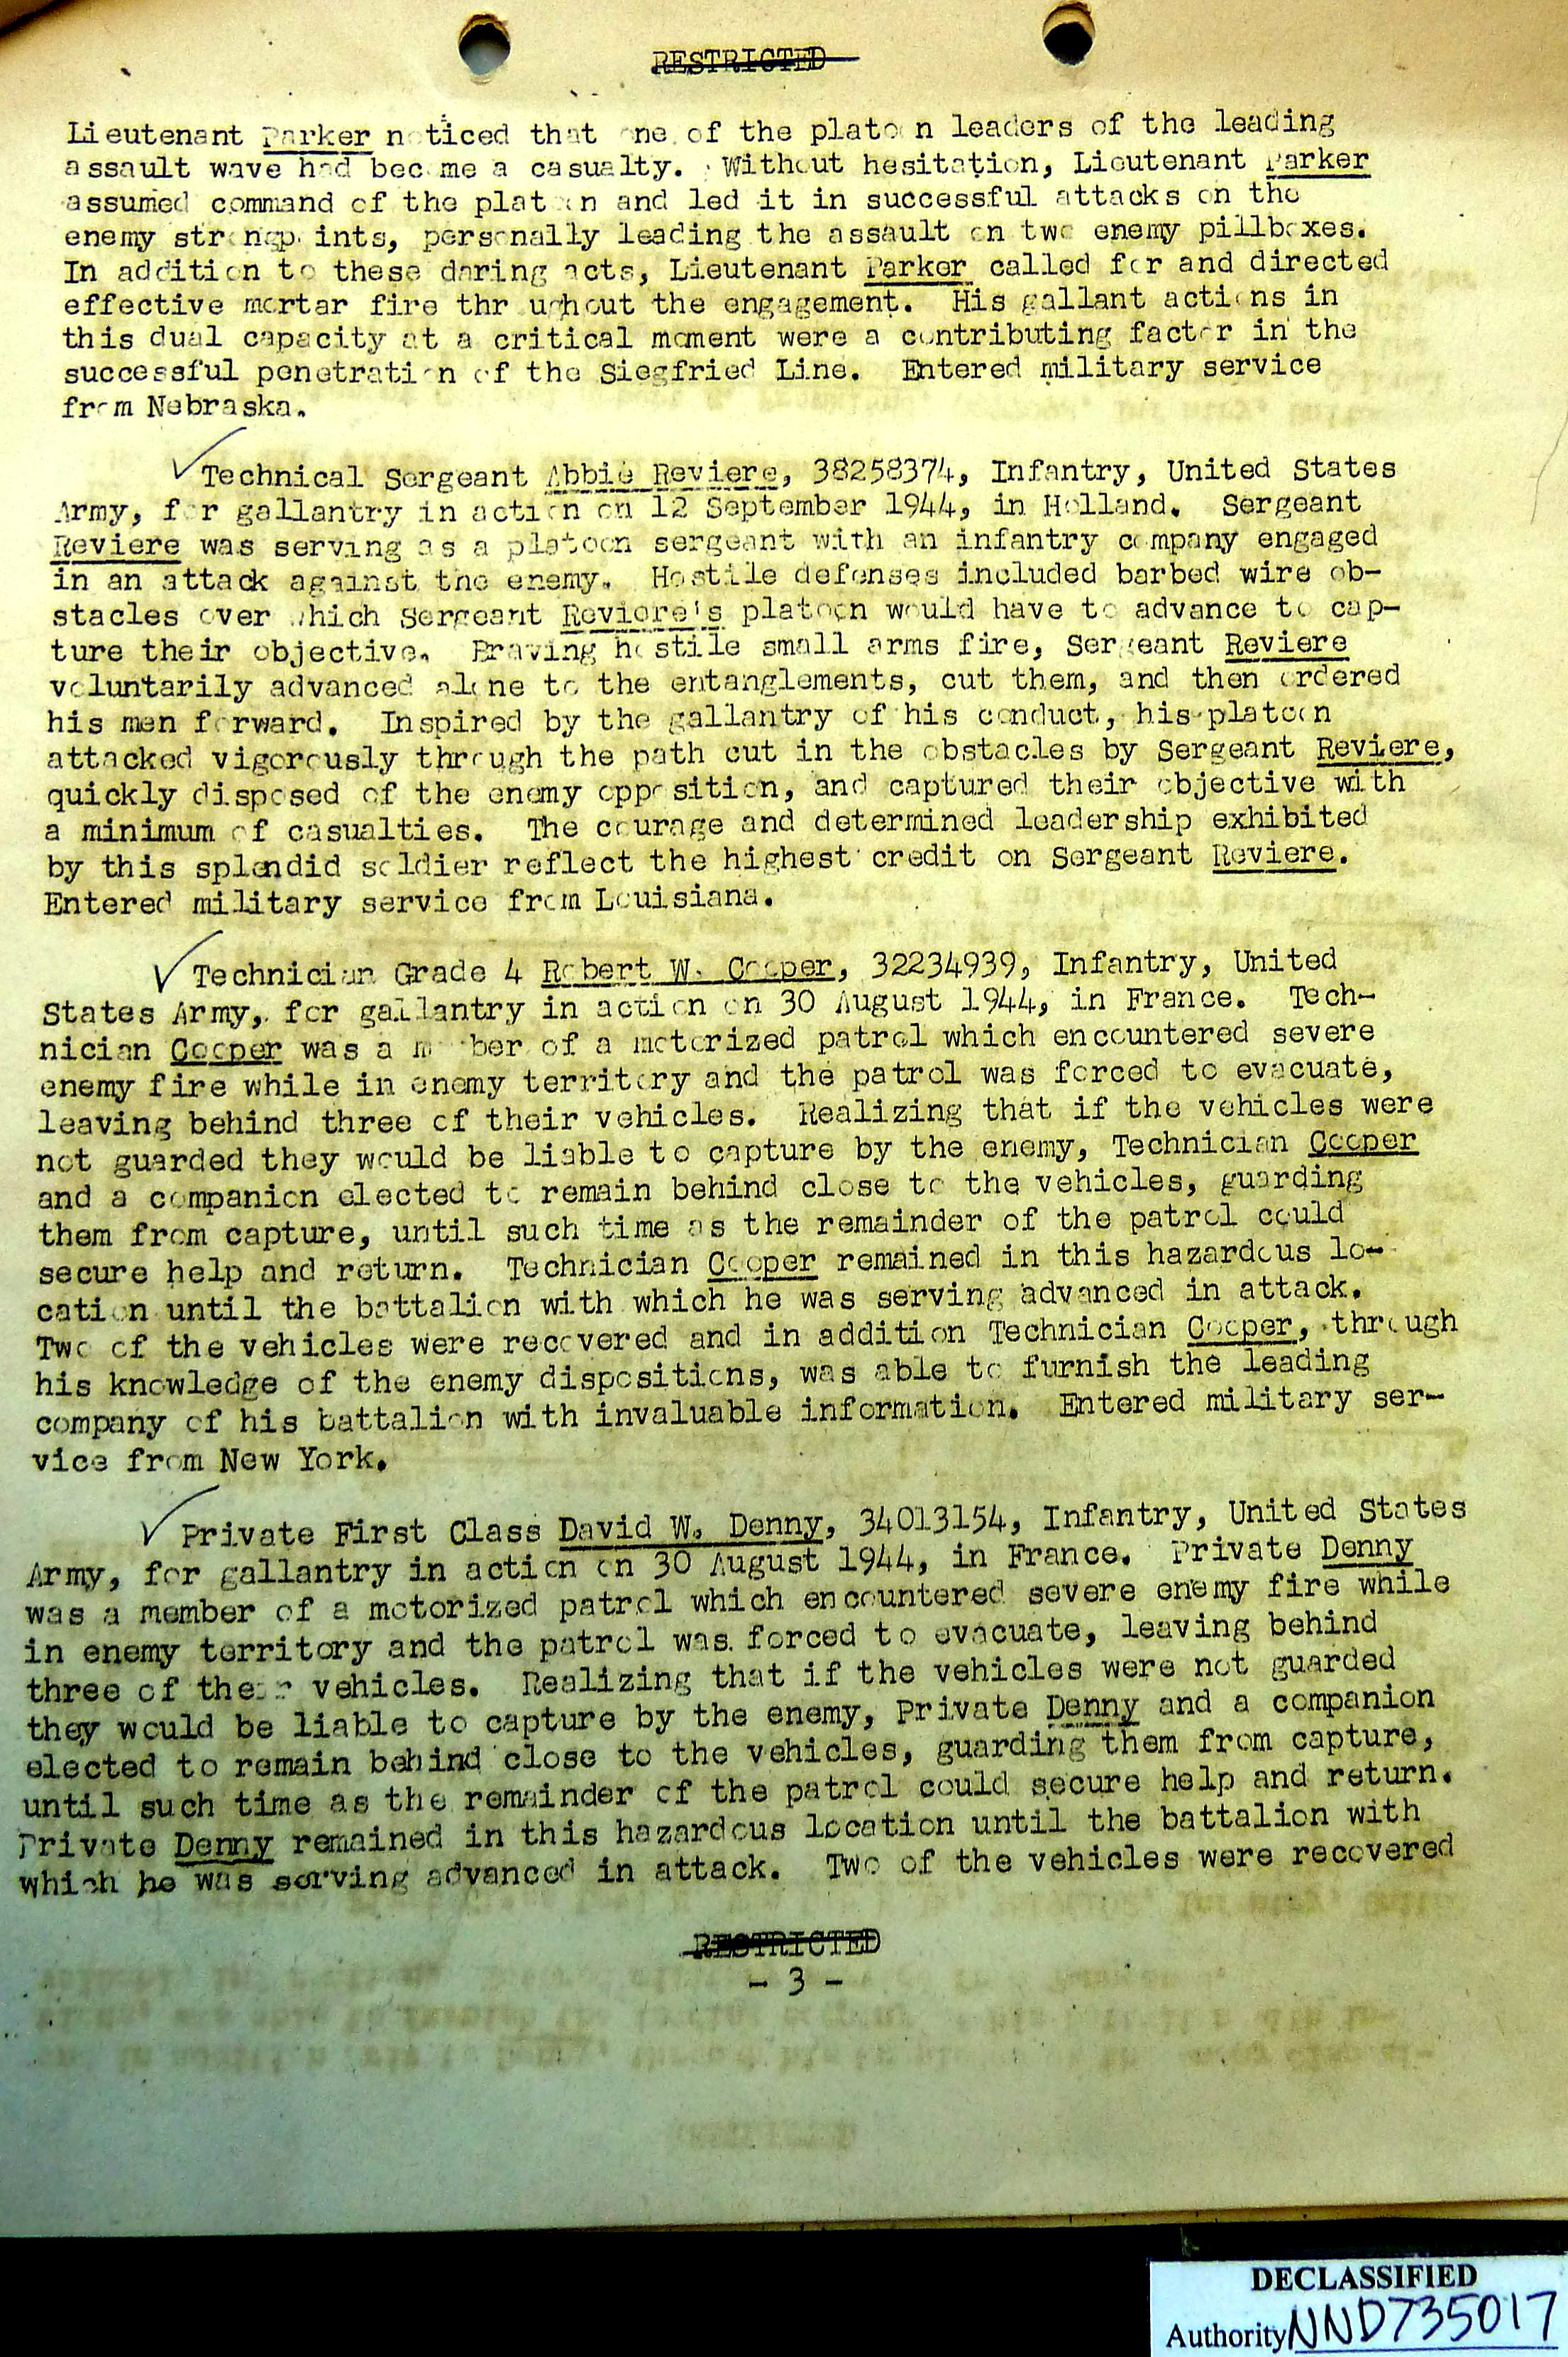 RESTRICTED
Lieutenant Parker noticed that one of the platoon leaders of the leading
assault wave had become a casualty. Without hesitation, Lieutenant Parker
assumed command of the platoon and led it in successful attacks on the
enemy strongpoints, personally leading the assault on two enemy pillboxes.
In addition to these daring acts, Lieutenant Parker called for and directed
effective mortar fire throughout the engagement. His gallant actions in
this dual capacity at a critical moment were a contributing factor in the
successful penetration of the Siegfried Line. Entered military service
from Nebraska.
Technical Sergeant Abbie Reviere, 38258374, Infantry, United States
Army, for gallantry in action on 12 September 1944, in Holland. Sergeant
Reviere was serving as a platoon sergeant with an infantry company engaged
in an attack against the enemy. Hostile defenses included barbed wire ob-
stacles over which Sergeant Reviere's platoon would have to advance to cap-
ture their objective. Braving hostile small arms fire, Sergeant Reviere
voluntarily advanced alone to the entanglements, cut them, and then ordered
his men forward. Inspired by the gallantry of his conduct, his platoon
attacked vigorously through the path cut in the obstacles by Sergeant Reviere,
quickly disposed of the enemy opposition, and captured their objective with
a minimum of casualties. The courage and determined leadership exhibited
by this splendid soldier reflect the highest credit on Sergeant Reviere.
Entered military service from Louisiana.
Technician Grade 4 Robert W. Cooper, 32234939, Infantry, United
States Army, for gallantry in action on 30 August 1944, in France. Tech-
nician Cooper was a member of a motorized patrol which encountered severe
enemy fire while in enemy territory and the patrol was forced to evacuate,
leaving behind three of their vehicles. Realizing that if the vehicles were
not guarded they would be liable to capture by the enemy, Technician Cooper
and a companion elected to remain behind close to the vehicles, guarding
them from capture, until such time as the remainder of the patrol could
secure help and return. Technician Cooper remained in this hazardous lo-
cation until the battalion with which he was serving advanced in attack.
Two of the vehicles were recovered and in addition Technician Cooper, through
his knowledge of the enemy dispositions, was able to furnish the leading
company of his battalion with invaluable information. Entered military ser-
vice from New York.
Private First Class David W. Denny, 34013154, Infantry, United States
Army, for gallantry in action on 30 August 1944, in France. Private Denny
was a member of a motorized patrol which encountered severe enemy fire while
in enemy territory and the patrol was forced to evacuate, leaving behind
three of their vehicles. Realizing that if the vehicles were not guarded
they would be liable to capture by the enemy, Private Denny and a companion
elected to remain behind close to the vehicles, guarding them from capture,
until such time as the remainder of the patrol could secure help and return.
Private Denny remained in this hazardous location until the battalion with
which he was serving advanced in attack. Two of the vehicles were recovered
RESTRICTED
- 3 -
DECLASSIFIED
Authority NND735017